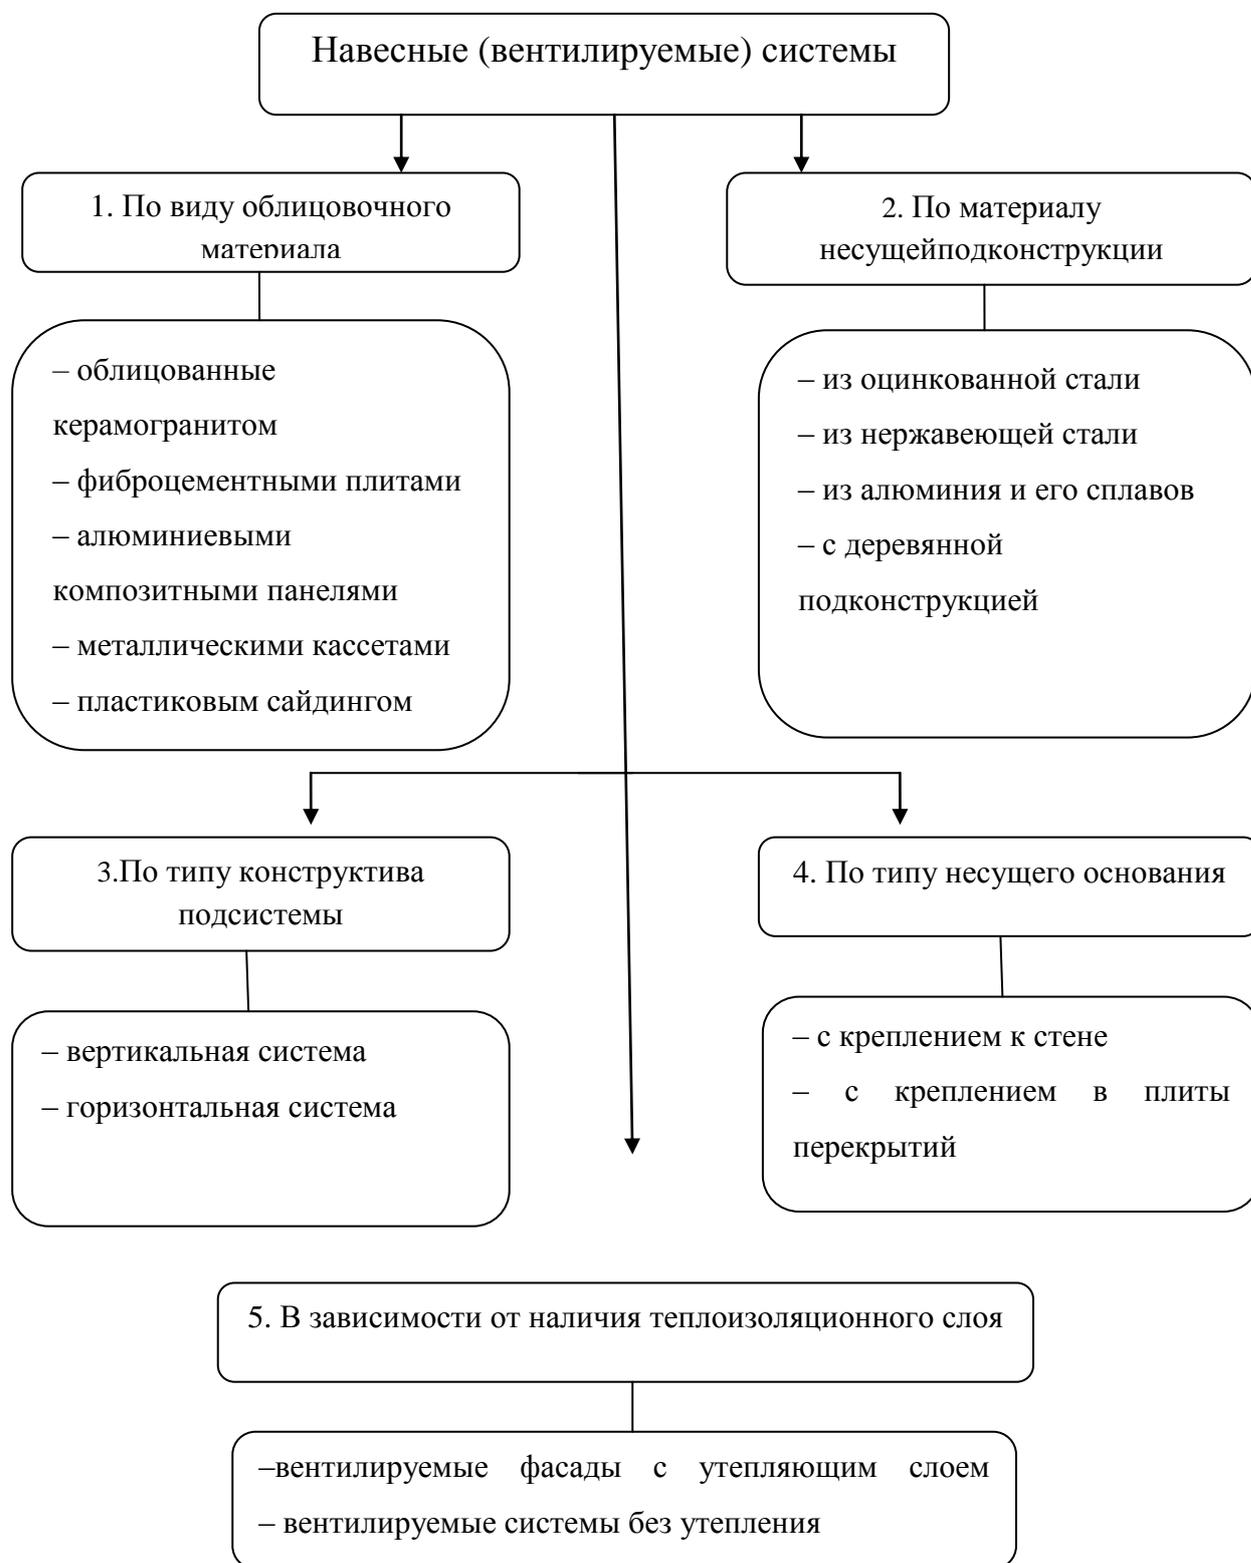 Навесные (вентилируемые) системы
1. По виду облицовочного
материала
2. По материалу
несущейподконструкции
– облицованные
керамогранитом
– фиброцементными плитами
– алюминиевыми
композитными панелями
– металлическими кассетами
– пластиковым сайдингом
– из оцинкованной стали
– из нержавеющей стали
– из алюминия и его сплавов
– с деревянной
подконструкцией
3.По типу конструктива
подсистемы
4. По типу несущего основания
– вертикальная система
– горизонтальная система
– с креплением к стене
– с креплением в плиты
перекрытий
5. В зависимости от наличия теплоизоляционного слоя
–вентилируемые фасады с утепляющим слоем
– вентилируемые системы без утепления